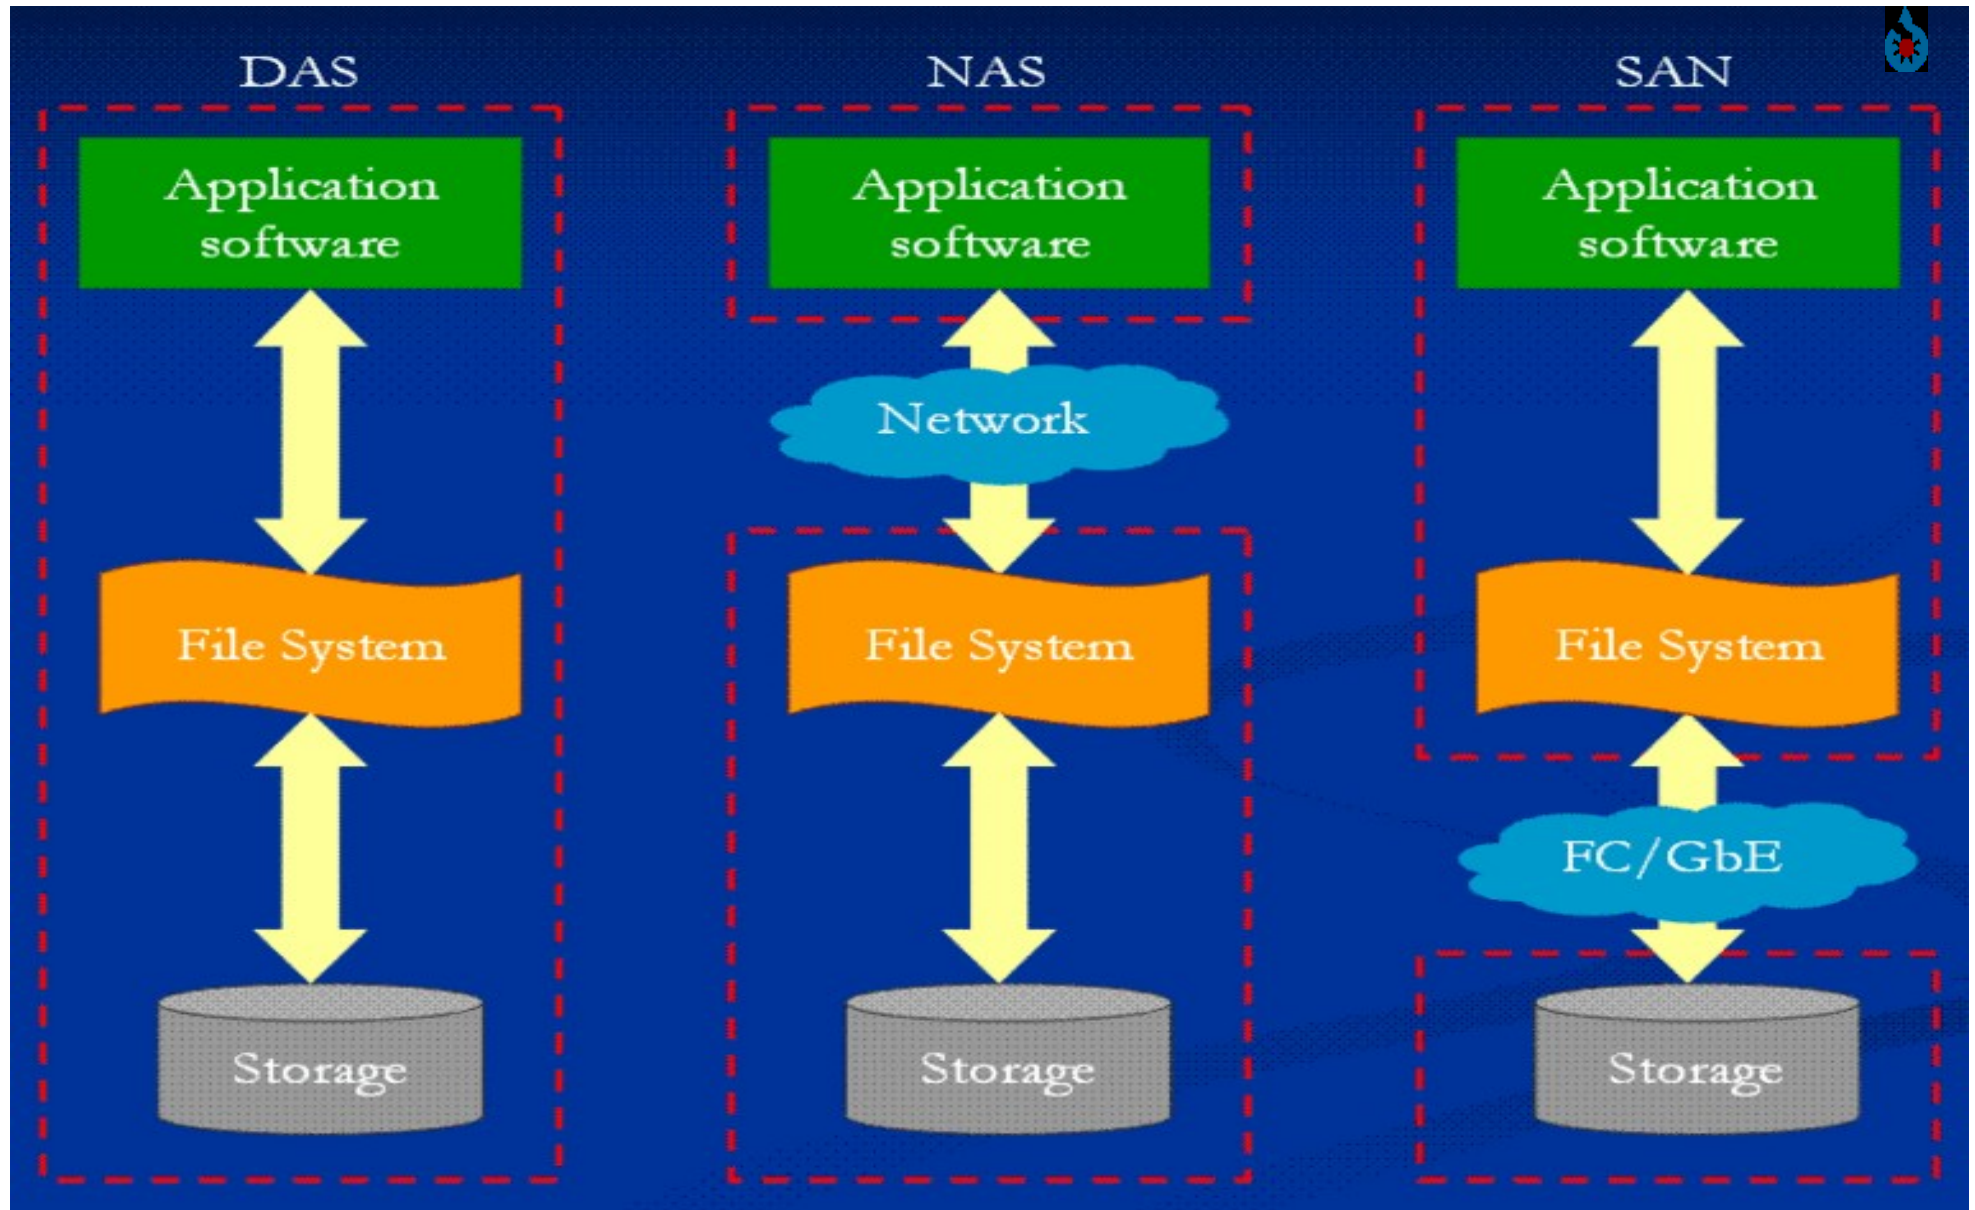 DAS
Application
software
File System
Storage
NAS
Application
software
Network
File System
Storage
SAN
Application
software
File System
FC/GbE
Storage